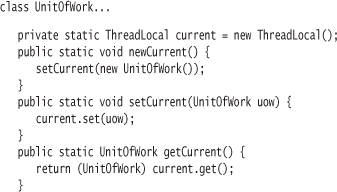 class UnitOfWork...
private static ThreadLocal current = new ThreadLocal();
public static void newCurrent() {
setCurrent(new UnitOfWork());
}
public static void setCurrent(UnitOfWork uow) {
current.set(uow);
}
public static UnitOfWork getCurrent() {
return (UnitOfWork) current.get();
}